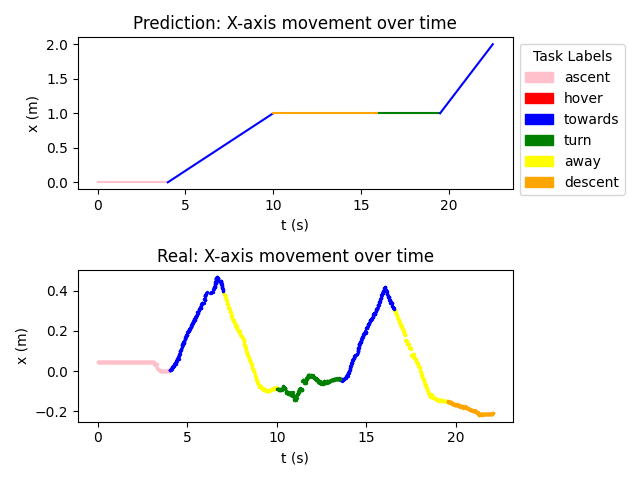 Prediction: X-axis movement over time
2.0
1.5
1.0
0.5
0.0
x (m)
0 5 10 15 20
t (s)
Task Labels
ascent
hover
towards
turn
away
descent
Real: X-axis movement over time
0.4
0.2
0.0
−0.2
x (m)
0 5 10 15 20
t (s)